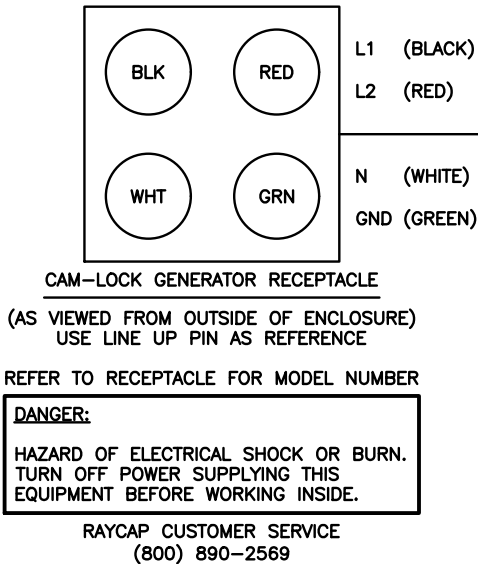 BLK RED
WHT GRN
L1 (BLACK)
L2 (RED)
N (WHITE)
GND (GREEN)
CAM-LOCK GENERATOR RECEPTACLE
(AS VIEWED FROM OUTSIDE OF ENCLOSURE)
USE LINE UP PIN AS REFERENCE
REFER TO RECEPTACLE FOR MODEL NUMBER
DANGER:
HAZARD OF ELECTRICAL SHOCK OR BURN.
TURN OFF POWER SUPPLYING THIS
EQUIPMENT BEFORE WORKING INSIDE.
RAYCAP CUSTOMER SERVICE
(800) 890-2569